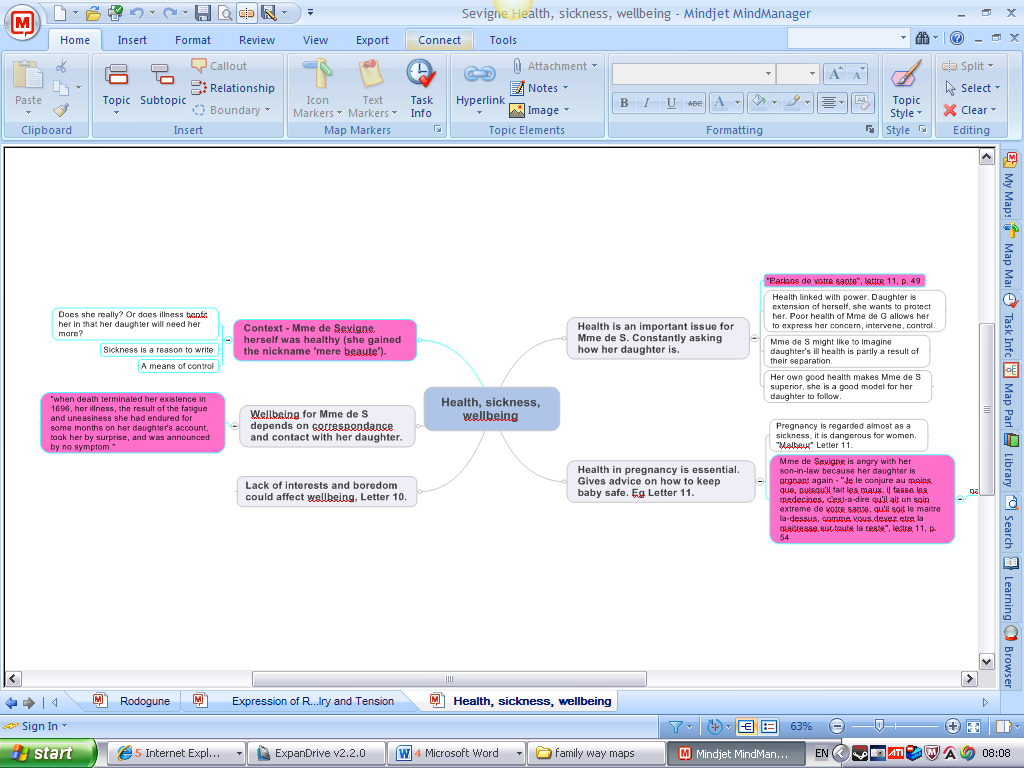 Sevigne Health, sickness, wellbeing - Mindjet MindManager
Home Insert Format Review View Export Connect Tools
Paste
Clipboard
Topic
Subtopic
Callout
Relationship
Boundary
Insert
Icon Markers
Text Markers
Task Info
Map Markers
Hyperlink
Attachment
Notes
Image
Topic Elements
B I U ABC A
Formatting
Topic Style
Style
Split
Select
Clear
Editing
Health, sickness,
wellbeing
Context - Mme de Sevigne
herself was healthy (she gained
the nickname 'mere beaute').
Does she really? Or does illness benfit
her in that her daughter will need her
more?
Sickness is a reason to write
A means of control
Wellbeing for Mme de S
depends on correspondance
and contact with her daughter.
"when death terminated her existence in
1696, her illness, the result of the fatigue
and uneasiness she had endured for
some months on her daughter's account,
took her by surprise, and was announced
by no symptom."
Lack of interests and boredom
could affect wellbeing, Letter 10.
Health is an important issue for
Mme de S. Constantly asking
how her daughter is.
"Parlons de votre sante", lettre 11, p. 49
Health linked with power. Daughter is
extension of herself, she wants to protect
her. Poor health of Mme de G allows her
to express her concern, intervene, control.
Mme de S might like to imagine
daughter's ill health is partly a result of
their separation.
Her own good health makes Mme de S
superior, she is a good model for her
daughter to follow.
Health in pregnancy is essential.
Gives advice on how to keep
baby safe. Eg Letter 11.
Pregnancy is regarded almost as a
sickness, it is dangerous for women.
"Malheur" Letter 11.
Mme de Sevigne is angry with her
son-in-law because her daughter is
prgnant again - "Je le conjure au moins
que, puisqu'il fait les maux, il fassa les
medecines, c'est-a-dire qu'il ait un soin
extreme de votre sante, qu'il soit le maitre
la-dessus, comme vous devez etre la
maitresse sur toute la reste", lettre 11, p.
54
My Maps
Map Mar
Task Info
Map Part
Library
Search
Learning
Browser
Rodogune
Expression of R...lry and Tension
Health, sickness, wellbeing
Sign In
63%
start
5 Internet Expl...
ExpanDrive v2.2.0
4 Microsoft Word
family way maps
Mindjet MindMan...
EN
ATI
08:08